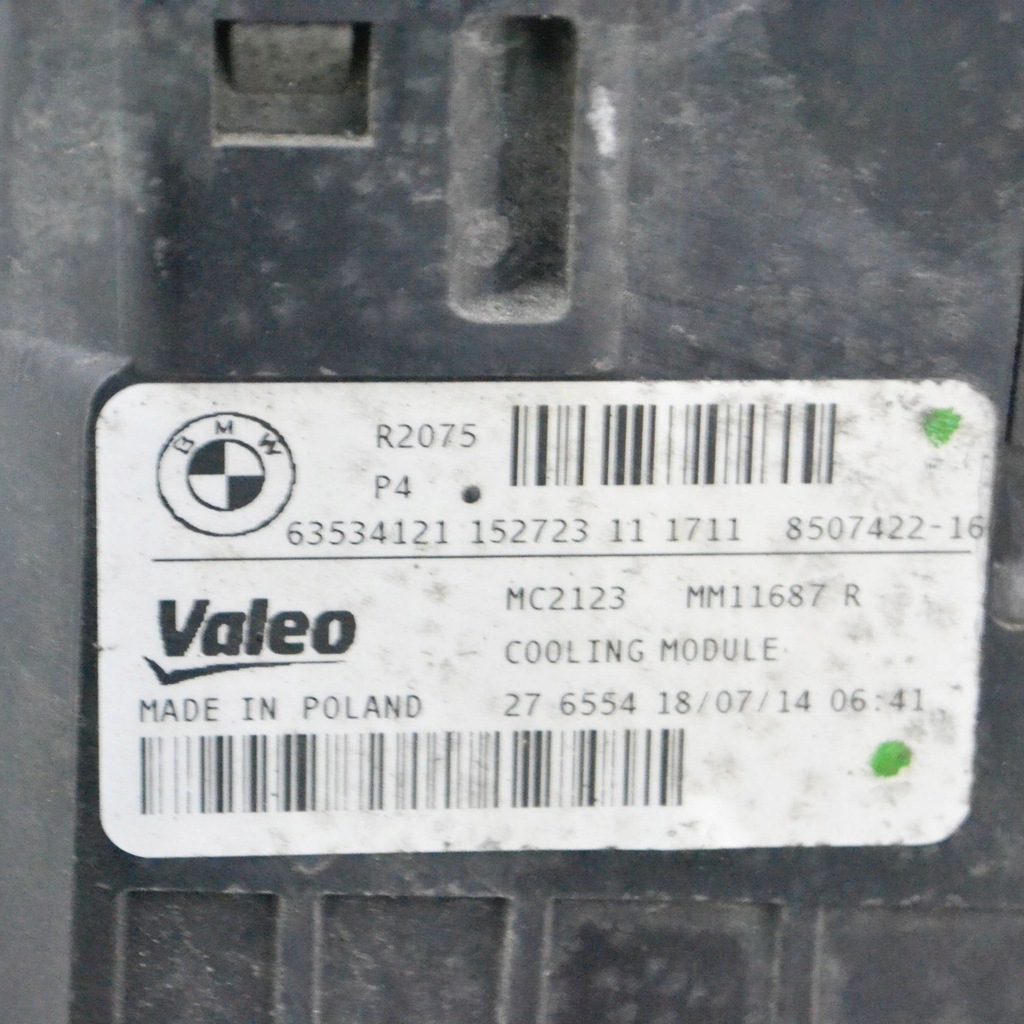 BMW
R2075
P4
63534121 152723 11 1711 8507422-16
Valeo
MC2123 MM11687 R
COOLING MODULE
MADE IN POLAND
27 6554 18/07/14 06:41